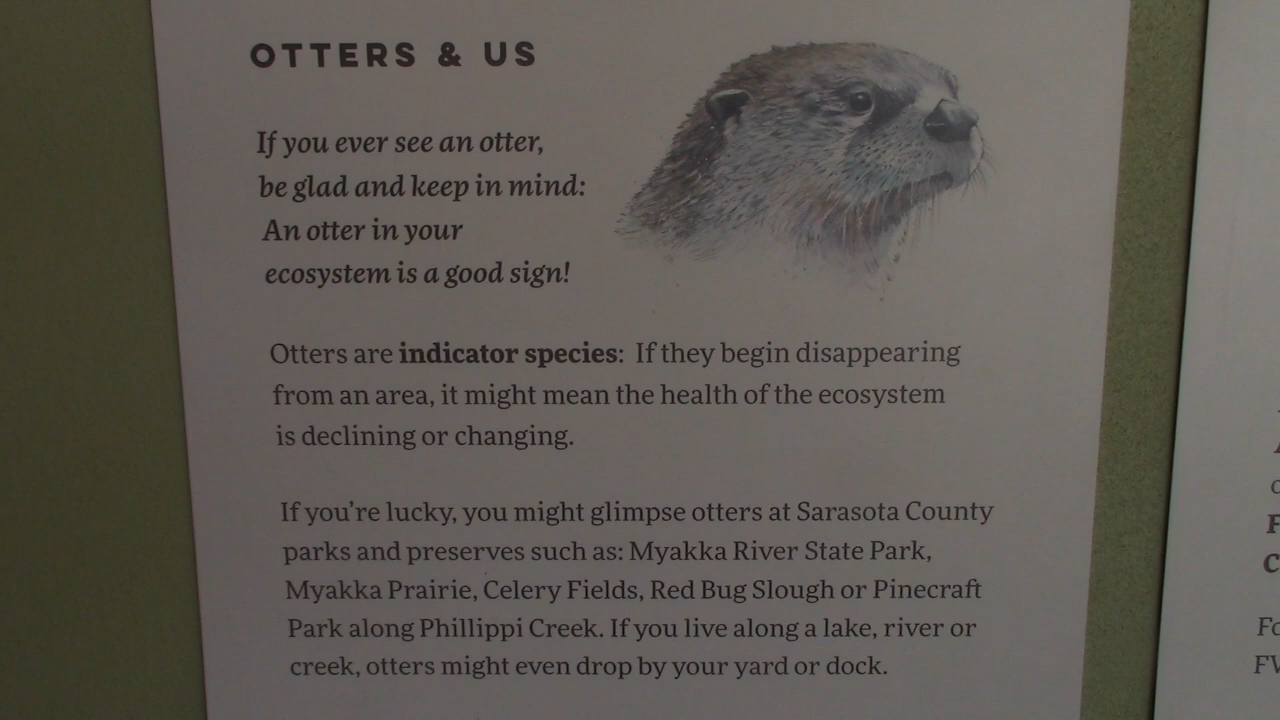 OTTERS & US
If you ever see an otter,
be glad and keep in mind:
An otter in your
ecosystem is a good sign!
Otters are indicator species: If they begin disappearing
from an area, it might mean the health of the ecosystem
is declining or changing.
If you're lucky, you might glimpse otters at Sarasota County
parks and preserves such as: Myakka River State Park,
Myakka Prairie, Celery Fields, Red Bug Slough or Pinecraft
Park along Phillippi Creek. If you live along a lake, river or
creek, otters might even drop by your yard or dock.